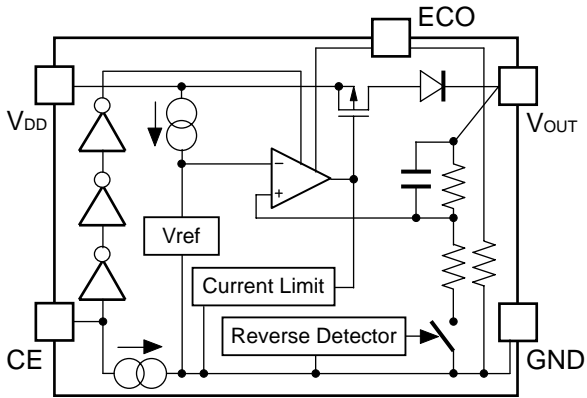 ECO
VDD
VOUT
−
+
Vref
Current Limit
Reverse Detector
CE
GND